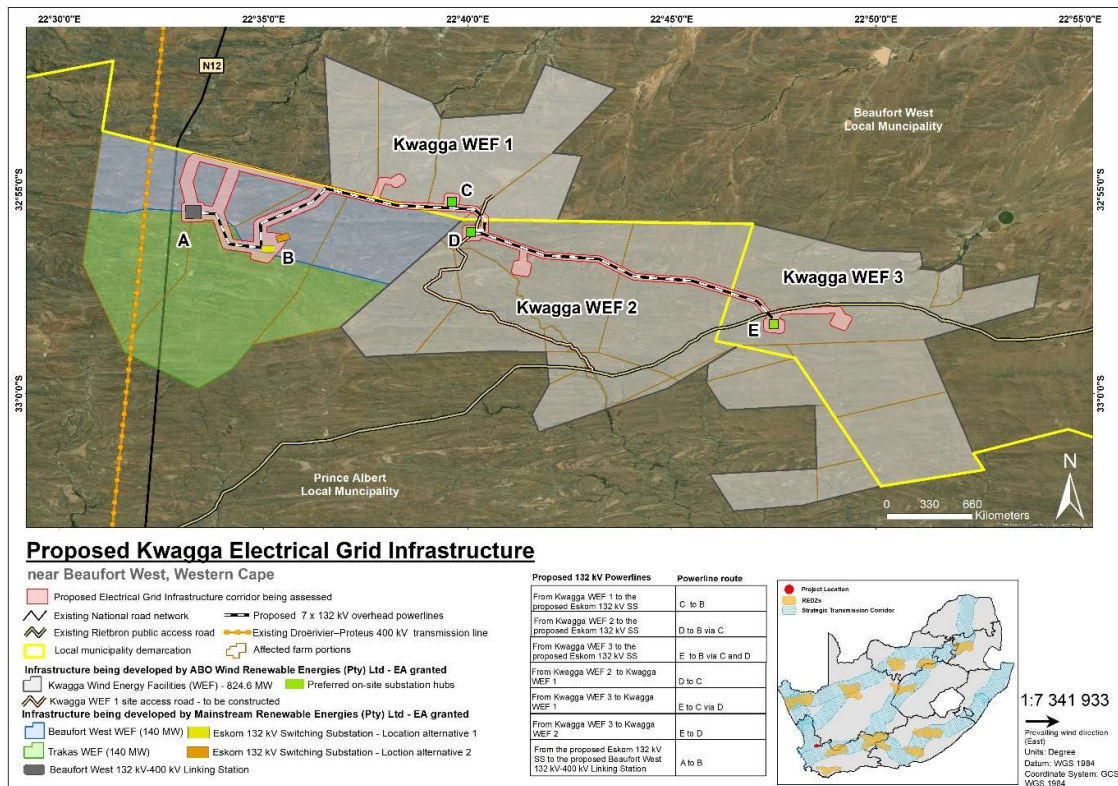 22°30'0"E 22°35'0"E 22°40'0"E 22°45'0"E 22°50'0"E 22°55'0"E
N12
Beaufort West
Local Muncipality
Kwagga WEF 1
32°55'0"S
32°55'0"S
C
A
D
B
Kwagga WEF 3
Kwagga WEF 2
E
33°0'0"S
33°0'0"S
Prince Albert
Local Muncipality
N
0 330 660
Kilometers
Proposed Kwagga Electrical Grid Infrastructure
near Beaufort West, Western Cape
Proposed Electrical Grid Infrastructure corridor being assessed
Existing National road network
Proposed 7 x 132 kV overhead powerlines
Existing Rietbron public access road
Existing Droërivier–Proteus 400 kV transmission line
Local municipality demarcation
Affected farm portions
Infrastructure being developed by ABO Wind Renewable Energies (Pty) Ltd - EA granted
Kwagga Wind Energy Facilities (WEF) - 824.6 MW
Preferred on-site substation hubs
Kwagga WEF 1 site access road - to be constructed
Infrastructure being developed by Mainstream Renewable Energies (Pty) Ltd - EA granted
Beaufort West WEF (140 MW)
Eskom 132 kV Switching Substation - Location alternative 1
Trakas WEF (140 MW)
Eskom 132 kV Switching Substation - Loction alternative 2
Beaufort West 132 kV-400 kV Linking Station
Proposed 132 kV Powerlines Powerline route
From Kwagga WEF 1 to the
proposed Eskom 132 kV SS
C to B
From Kwagga WEF 2 to the
proposed Eskom 132 kV SS
D to B via C
From Kwagga WEF 3 to the
proposed Eskom 132 kV SS
E to B via C and D
From Kwagga WEF 2 to Kwagga
WEF 1
D to C
From Kwagga WEF 3 to Kwagga
WEF 1
E to C via D
From Kwagga WEF 3 to Kwagga
WEF 2
E to D
From the proposed Eskom 132 kV
SS to the proposed Beaufort West
132 kV-400 kV Linking Station
A to B
Project Location
REDZs
Strategic Transmission Corridor
1:7 341 933
Prevailing wind direction
(East)
Units: Degree
Datum: WGS 1984
Coordinate System: GCS
WGS 1984